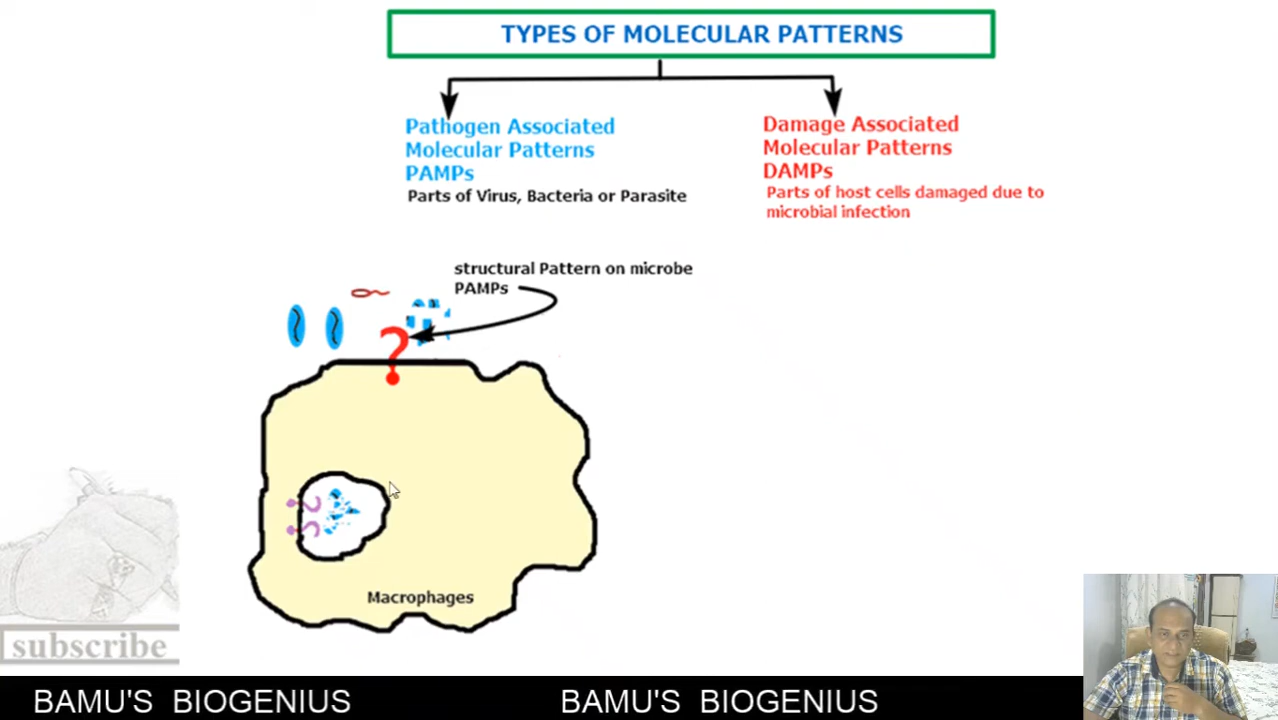 TYPES OF MOLECULAR PATTERNS
Pathogen Associated
Molecular Patterns
PAMPs
Parts of Virus, Bacteria or Parasite
Damage Associated
Molecular Patterns
DAMPs
Parts of host cells damaged due to
microbial infection
structural Pattern on microbe
PAMPs
?
Macrophages
subscribe
BAMU'S BIOGENIUS
BAMU'S BIOGENIUS